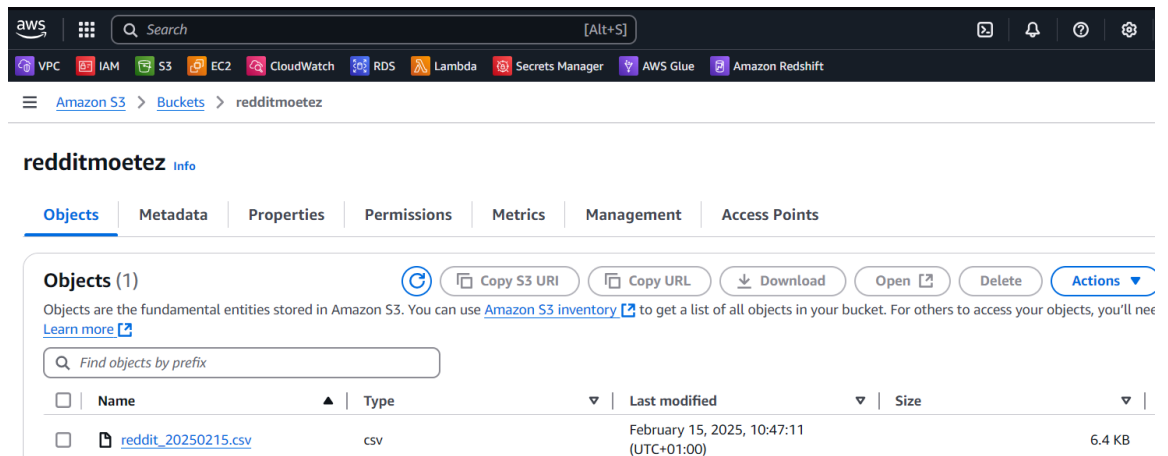 aws Search [Alt+S]
VPC IAM S3 EC2 CloudWatch RDS Lambda Secrets Manager AWS Glue Amazon Redshift
Amazon S3 > Buckets > redditmoetez
redditmoetez Info
Objects Metadata Properties Permissions Metrics Management Access Points
Objects (1) Copy S3 URI Copy URL Download Open Delete Actions
Objects are the fundamental entities stored in Amazon S3. You can use Amazon S3 inventory to get a list of all objects in your bucket. For others to access your objects, you'll nee
Learn more
Find objects by prefix
Name Type Last modified Size
reddit_20250215.csv csv February 15, 2025, 10:47:11 6.4 KB
(UTC+01:00)